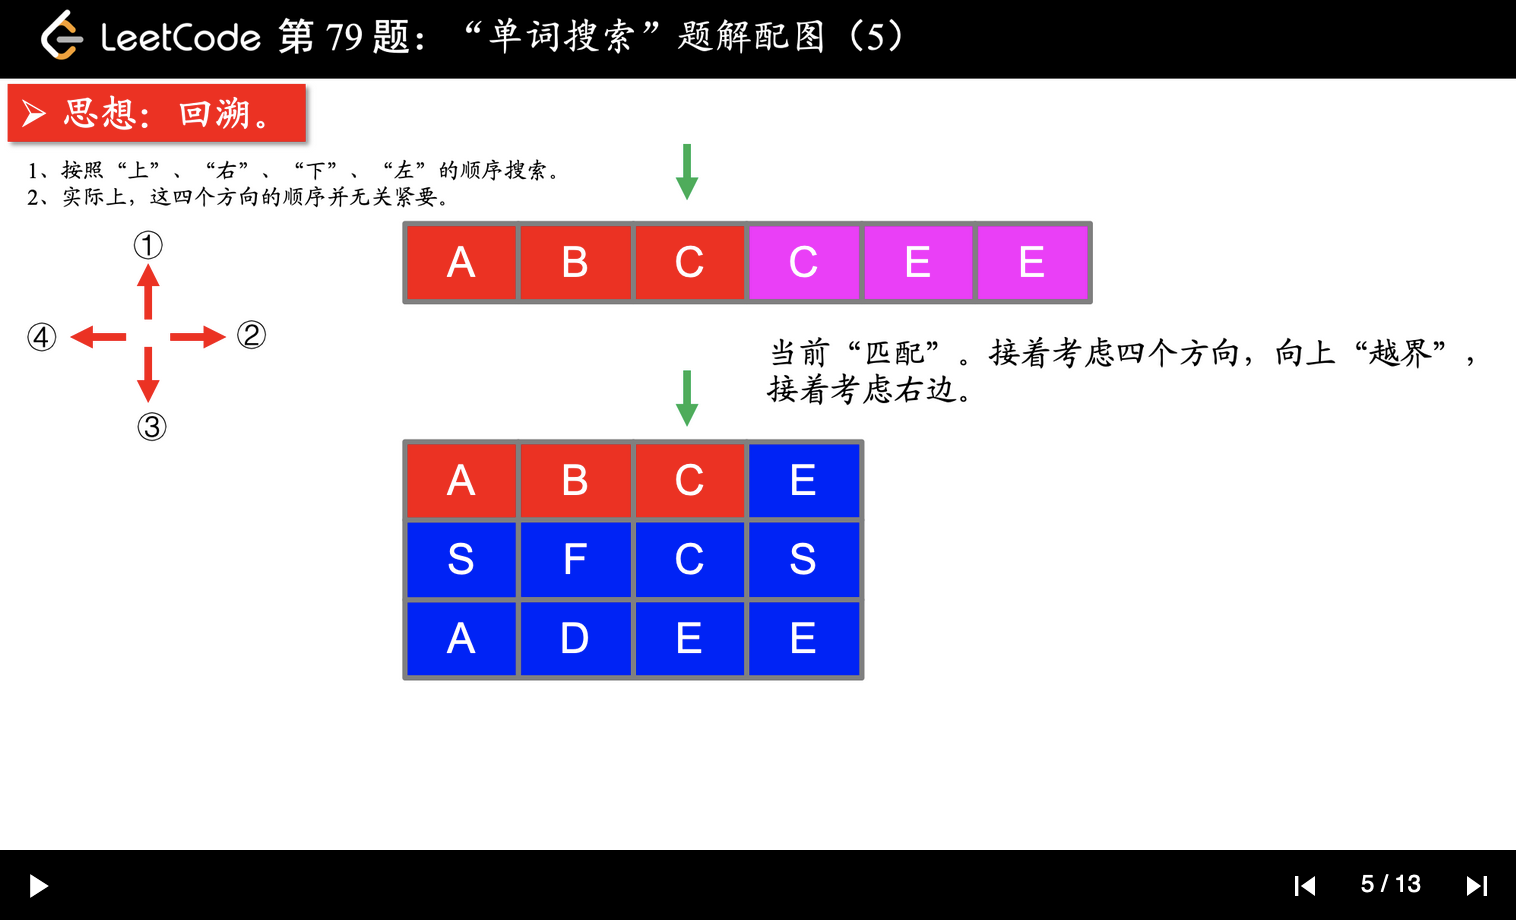 LeetCode 第 79 题：“单词搜索”题解配图（5）
➢ 思想：回溯。
1、按照“上”、“右”、“下”、“左”的顺序搜索。
2、实际上，这四个方向的顺序并无关紧要。
①
④ ②
③
A B C C E E
当前“匹配”。接着考虑四个方向，向上“越界”，
接着考虑右边。
A B C E
S F C S
A D E E
5 / 13